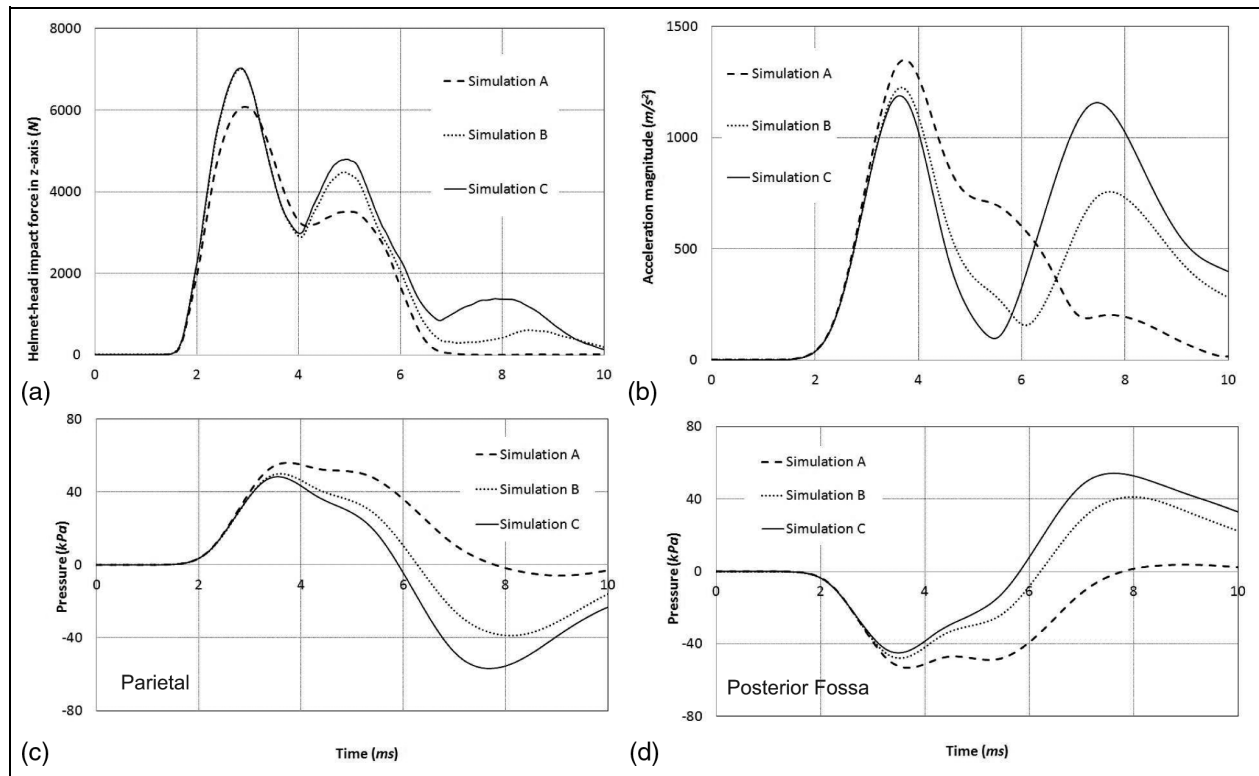 8000
6000
4000
2000
0
Helmet-head impact force in z-axis (N)
Simulation A
Simulation B
Simulation C
0 2 4 6 8 10
(a)
1500
1000
500
0
Acceleration magnitude (m/s²)
Simulation A
Simulation B
Simulation C
0 2 4 6 8 10
(b)
80
40
0
-40
-80
Pressure (kPa)
Simulation A
Simulation B
Simulation C
0 2 4 6 8 10
Parietal
Time (ms)
(c)
80
40
0
-40
-80
Pressure (kPa)
Simulation A
Simulation B
Simulation C
0 2 4 6 8 10
Posterior Fossa
Time (ms)
(d)